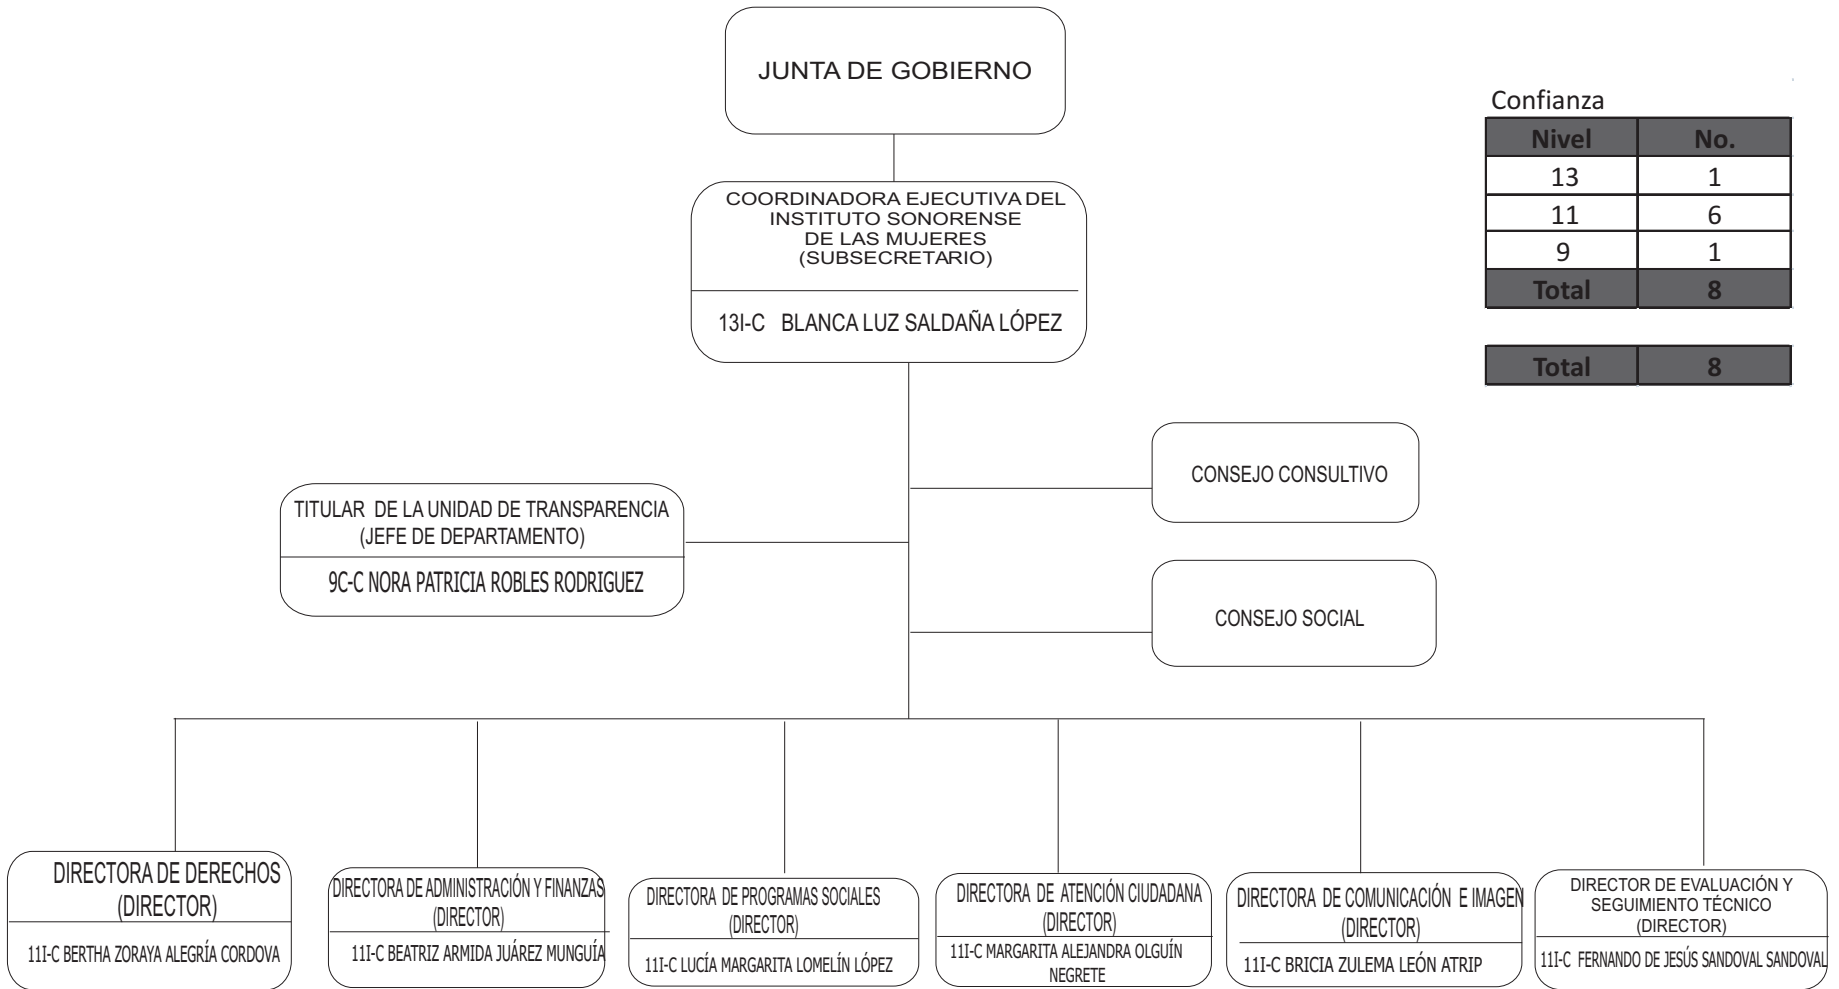 JUNTA DE GOBIERNO
Confianza
Nivel No.
13 1
11 6
9 1
Total 8
Total 8
COORDINADORA EJECUTIVA DEL
INSTITUTO SONORENSE
DE LAS MUJERES
(SUBSECRETARIO)
13I-C BLANCA LUZ SALDAÑA LÓPEZ
CONSEJO CONSULTIVO
TITULAR DE LA UNIDAD DE TRANSPARENCIA
(JEFE DE DEPARTAMENTO)
9C-C NORA PATRICIA ROBLES RODRIGUEZ
CONSEJO SOCIAL
DIRECTORA DE DERECHOS
(DIRECTOR)
11I-C BERTHA ZORAYA ALEGRÍA CORDOVA
DIRECTORA DE ADMINISTRACIÓN Y FINANZAS
(DIRECTOR)
11I-C BEATRIZ ARMIDA JUÁREZ MUNGUÍA
DIRECTORA DE PROGRAMAS SOCIALES
(DIRECTOR)
11I-C LUCÍA MARGARITA LOMELÍN LÓPEZ
DIRECTORA DE ATENCIÓN CIUDADANA
(DIRECTOR)
11I-C MARGARITA ALEJANDRA OLGUÍN
NEGRETE
DIRECTORA DE COMUNICACIÓN E IMAGEN
(DIRECTOR)
11I-C BRICIA ZULEMA LEÓN ATRIP
DIRECTOR DE EVALUACIÓN Y
SEGUIMIENTO TÉCNICO
(DIRECTOR)
11I-C FERNANDO DE JESÚS SANDOVAL SANDOVAL